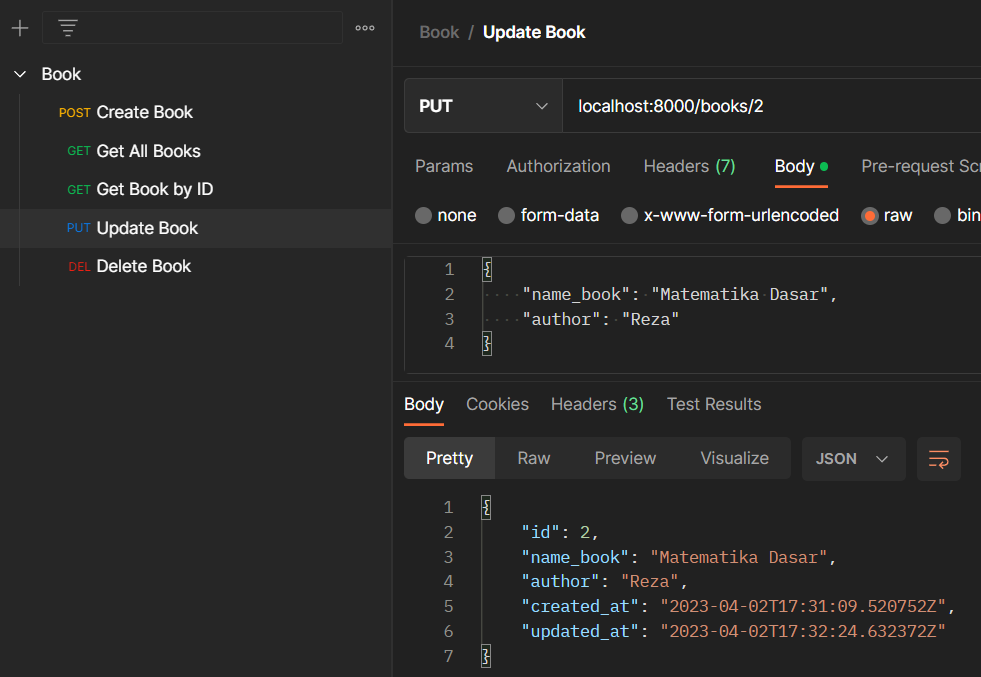 Book
POST Create Book
GET Get All Books
GET Get Book by ID
PUT Update Book
DEL Delete Book
Book / Update Book
PUT localhost:8000/books/2
Params Authorization Headers (7) Body Pre-request Scr
none form-data x-www-form-urlencoded raw bin
1 {
2 "name_book": "Matematika Dasar",
3 "author": "Reza"
4 }
Body Cookies Headers (3) Test Results
Pretty Raw Preview Visualize JSON
1 {
2 "id": 2,
3 "name_book": "Matematika Dasar",
4 "author": "Reza",
5 "created_at": "2023-04-02T17:31:09.520752Z",
6 "updated_at": "2023-04-02T17:32:24.632372Z"
7 }